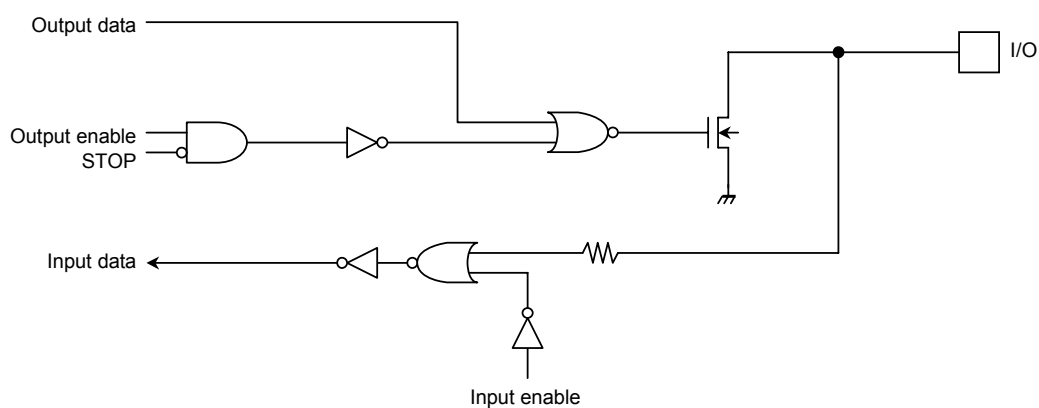 Output data
I/O
Output enable
STOP
Input data
Input enable